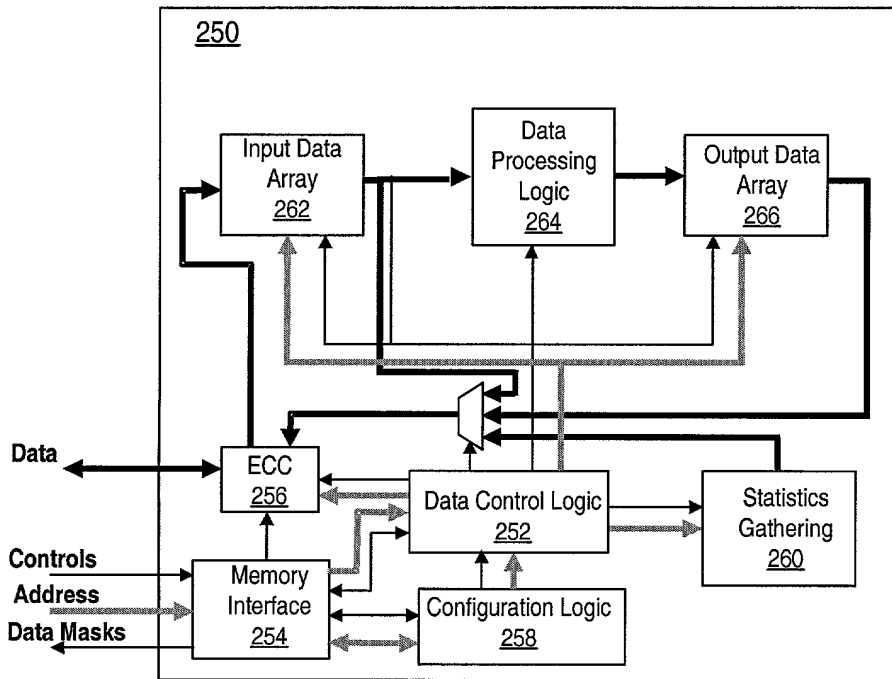 250
Input Data
Array
262
Data
Processing
Logic
264
Output Data
Array
266
Data
ECC
256
Data Control Logic
252
Statistics
Gathering
260
Controls
Address
Data Masks
Memory
Interface
254
Configuration Logic
258